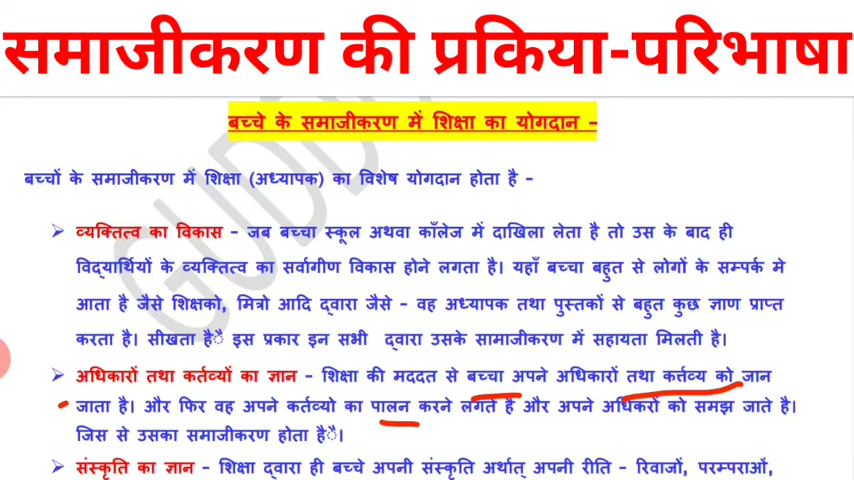 समाजीकरण की प्रकिया-परिभाषा
बच्चे के समाजीकरण में शिक्षा का योगदान -
बच्चों के समाजीकरण में शिक्षा (अध्यापक) का विशेष योगदान होता है -
➢ व्यक्तित्व का विकास - जब बच्चा स्कूल अथवा कॉलेज में दाखिला लेता है तो उस के बाद ही
विद्यार्थियों के व्यक्तित्व का सर्वागीण विकास होने लगता है। यहाँ बच्चा बहुत से लोगों के सम्पर्क मे
आता है जैसे शिक्षको, मित्रो आदि द्वारा जैसे - वह अध्यापक तथा पुस्तकों से बहुत कुछ ज्ञाण प्राप्त
करता है। सीखता हैै इस प्रकार इन सभी द्वारा उसके सामाजीकरण में सहायता मिलती है।
➢ अधिकारों तथा कर्तव्यों का ज्ञान - शिक्षा की मददत से बच्चा अपने अधिकारों तथा कर्त्तव्य को जान
जाता है। और फिर वह अपने कर्तव्यो का पालन करने लगते है और अपने अधिकरों को समझ जाते है।
जिस से उसका समाजीकरण होता हैै।
➢ संस्कृति का ज्ञान - शिक्षा द्वारा ही बच्चे अपनी संस्कृति अर्थात् अपनी रीति - रिवाजों, परम्पराओं,